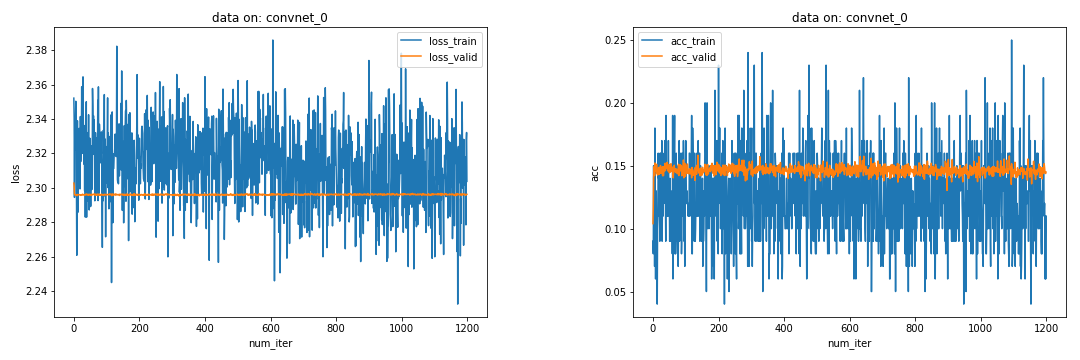 data on: convnet_0
loss_train
loss_valid
2.38
2.36
2.34
2.32
2.30
2.28
2.26
2.24
loss
0
200
400
600
800
1000
1200
num_iter
data on: convnet_0
acc_train
acc_valid
0.25
0.20
0.15
0.10
0.05
acc
0
200
400
600
800
1000
1200
num_iter